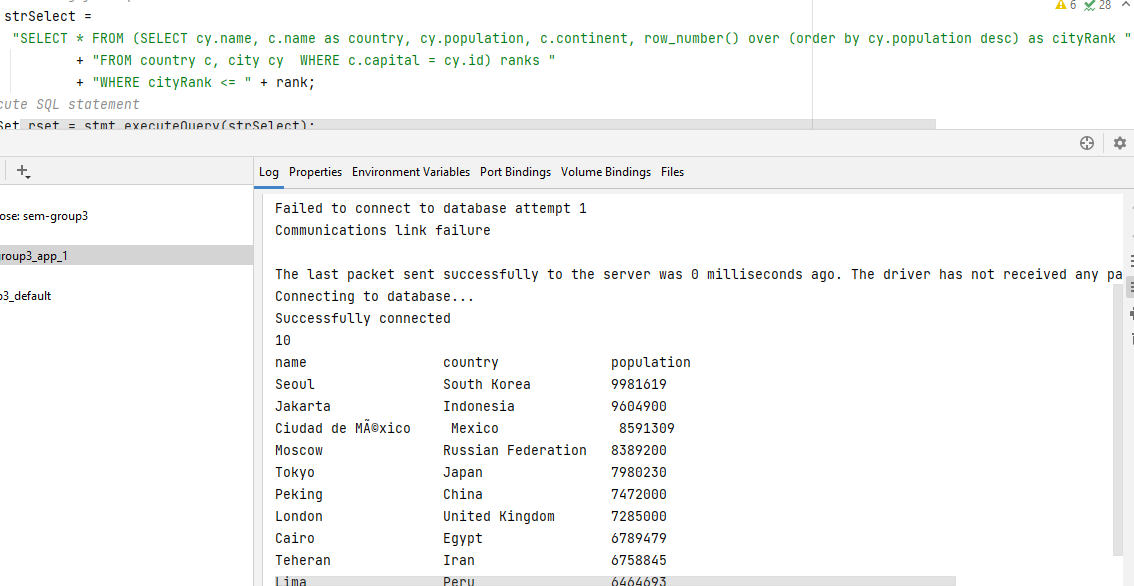 6 28
strSelect =
"SELECT * FROM (SELECT cy.name, c.name as country, cy.population, c.continent, row_number() over (order by cy.population desc) as cityRank "
+ "FROM country c, city cy  WHERE c.capital = cy.id) ranks "
+ "WHERE cityRank <= " + rank;
cute SQL statement
Set rset = stmt.executeQuery(strSelect);
Log Properties Environment Variables Port Bindings Volume Bindings Files
ose: sem-group3
roup3_app_1
3_default
Failed to connect to database attempt 1
Communications link failure
The last packet sent successfully to the server was 0 milliseconds ago. The driver has not received any pa
Connecting to database...
Successfully connected
10
name country population
Seoul South Korea 9981619
Jakarta Indonesia 9604900
Ciudad de MÃ©xico Mexico 8591309
Moscow Russian Federation 8389200
Tokyo Japan 7980230
Peking China 7472000
London United Kingdom 7285000
Cairo Egypt 6789479
Teheran Iran 6758845
Lima Peru 6464693